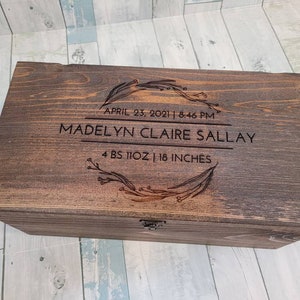 APRIL 23, 2021 | 8:46 PM
MADELYN CLAIRE SALLAY
4 BS 11OZ | 18 INCHES